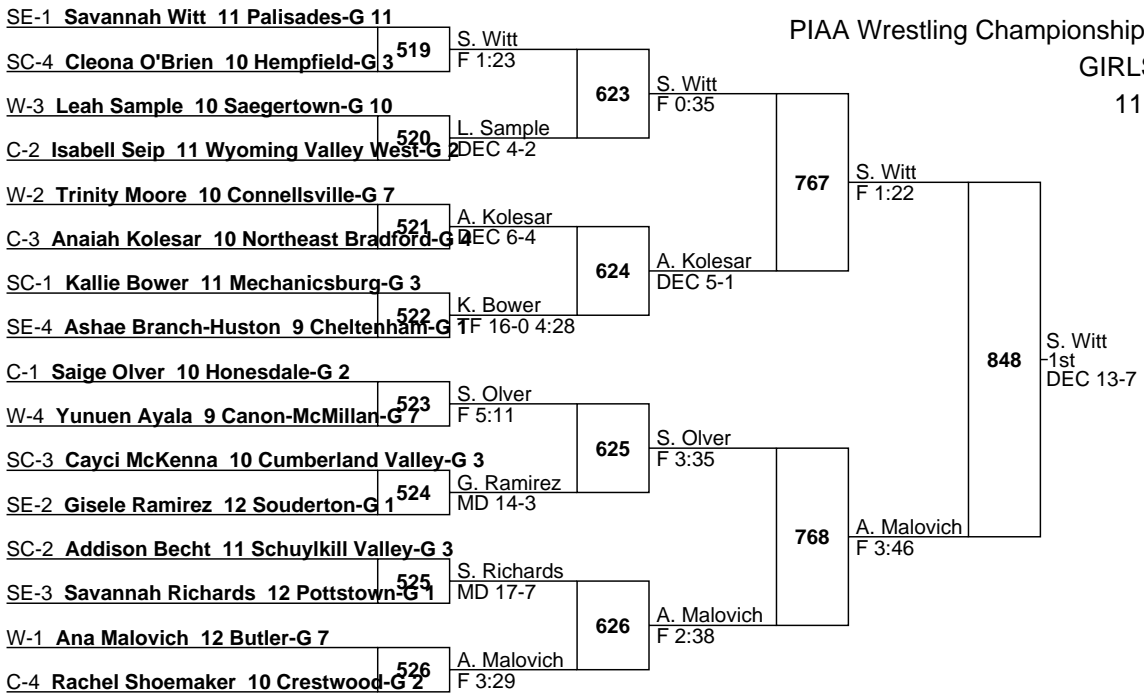 PIAA Wrestling Championship
GIRLS
11
SE-1 Savannah Witt 11 Palisades-G 11
519
S. Witt
F 1:23
SC-4 Cleona O'Brien 10 Hempfield-G 3
623
S. Witt
F 0:35
W-3 Leah Sample 10 Saegertown-G 10
520
L. Sample
DEC 4-2
C-2 Isabell Seip 11 Wyoming Valley West-G 2
767
S. Witt
F 1:22
W-2 Trinity Moore 10 Connellsville-G 7
521
A. Kolesar
DEC 6-4
C-3 Anaiah Kolesar 10 Northeast Bradford-G 4
624
A. Kolesar
DEC 5-1
SC-1 Kallie Bower 11 Mechanicsburg-G 3
522
K. Bower
TF 16-0 4:28
SE-4 Ashae Branch-Huston 9 Cheltenham-G 1
848
S. Witt
1st
DEC 13-7
C-1 Saige Olver 10 Honesdale-G 2
523
S. Olver
F 5:11
W-4 Yunuen Ayala 9 Canon-McMillan-G 7
625
S. Olver
F 3:35
SC-3 Cayci McKenna 10 Cumberland Valley-G 3
524
G. Ramirez
MD 14-3
SE-2 Gisele Ramirez 12 Souderton-G 1
768
A. Malovich
F 3:46
SC-2 Addison Becht 11 Schuylkill Valley-G 3
525
S. Richards
MD 17-7
SE-3 Savannah Richards 12 Pottstown-G 1
626
A. Malovich
F 2:38
W-1 Ana Malovich 12 Butler-G 7
526
A. Malovich
F 3:29
C-4 Rachel Shoemaker 10 Crestwood-G 2